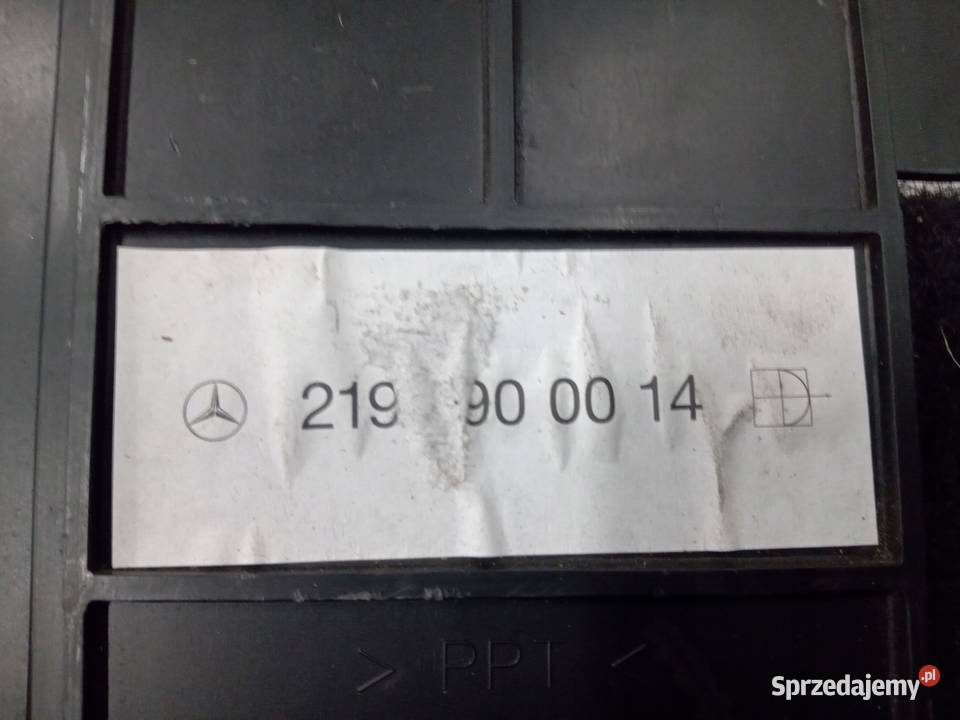 219 90 00 14
> PPT <
Sprzedajemy.pl